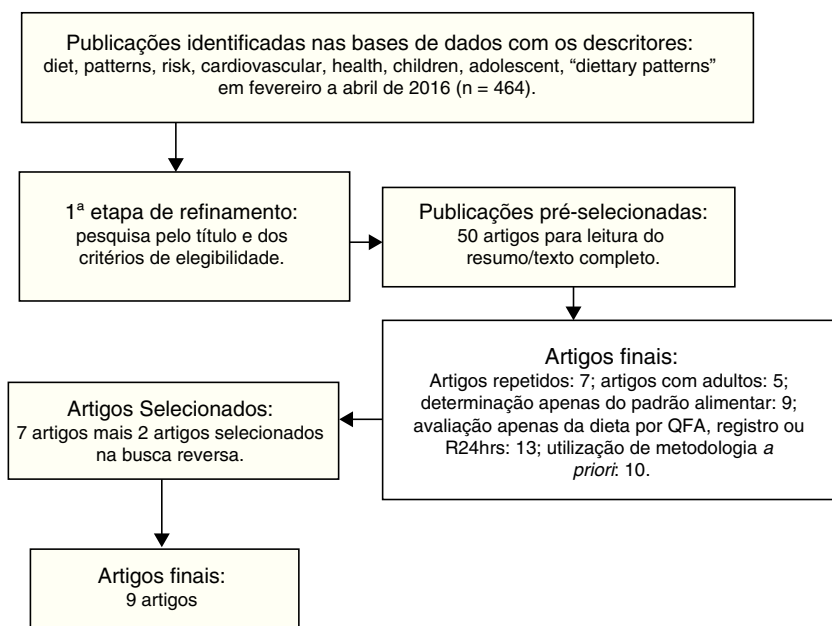 Publicações identificadas nas bases de dados com os descritores:
diet, patterns, risk, cardiovascular, health, children, adolescent, “diettary patterns”
em fevereiro a abril de 2016 (n = 464).
1ª etapa de refinamento:
pesquisa pelo título e dos
critérios de elegibilidade.
Publicações pré-selecionadas:
50 artigos para leitura do
resumo/texto completo.
Artigos finais:
Artigos repetidos: 7; artigos com adultos: 5;
determinação apenas do padrão alimentar: 9;
avaliação apenas da dieta por QFA, registro ou
R24hrs: 13; utilização de metodologia a
priori: 10.
Artigos Selecionados:
7 artigos mais 2 artigos selecionados
na busca reversa.
Artigos finais:
9 artigos